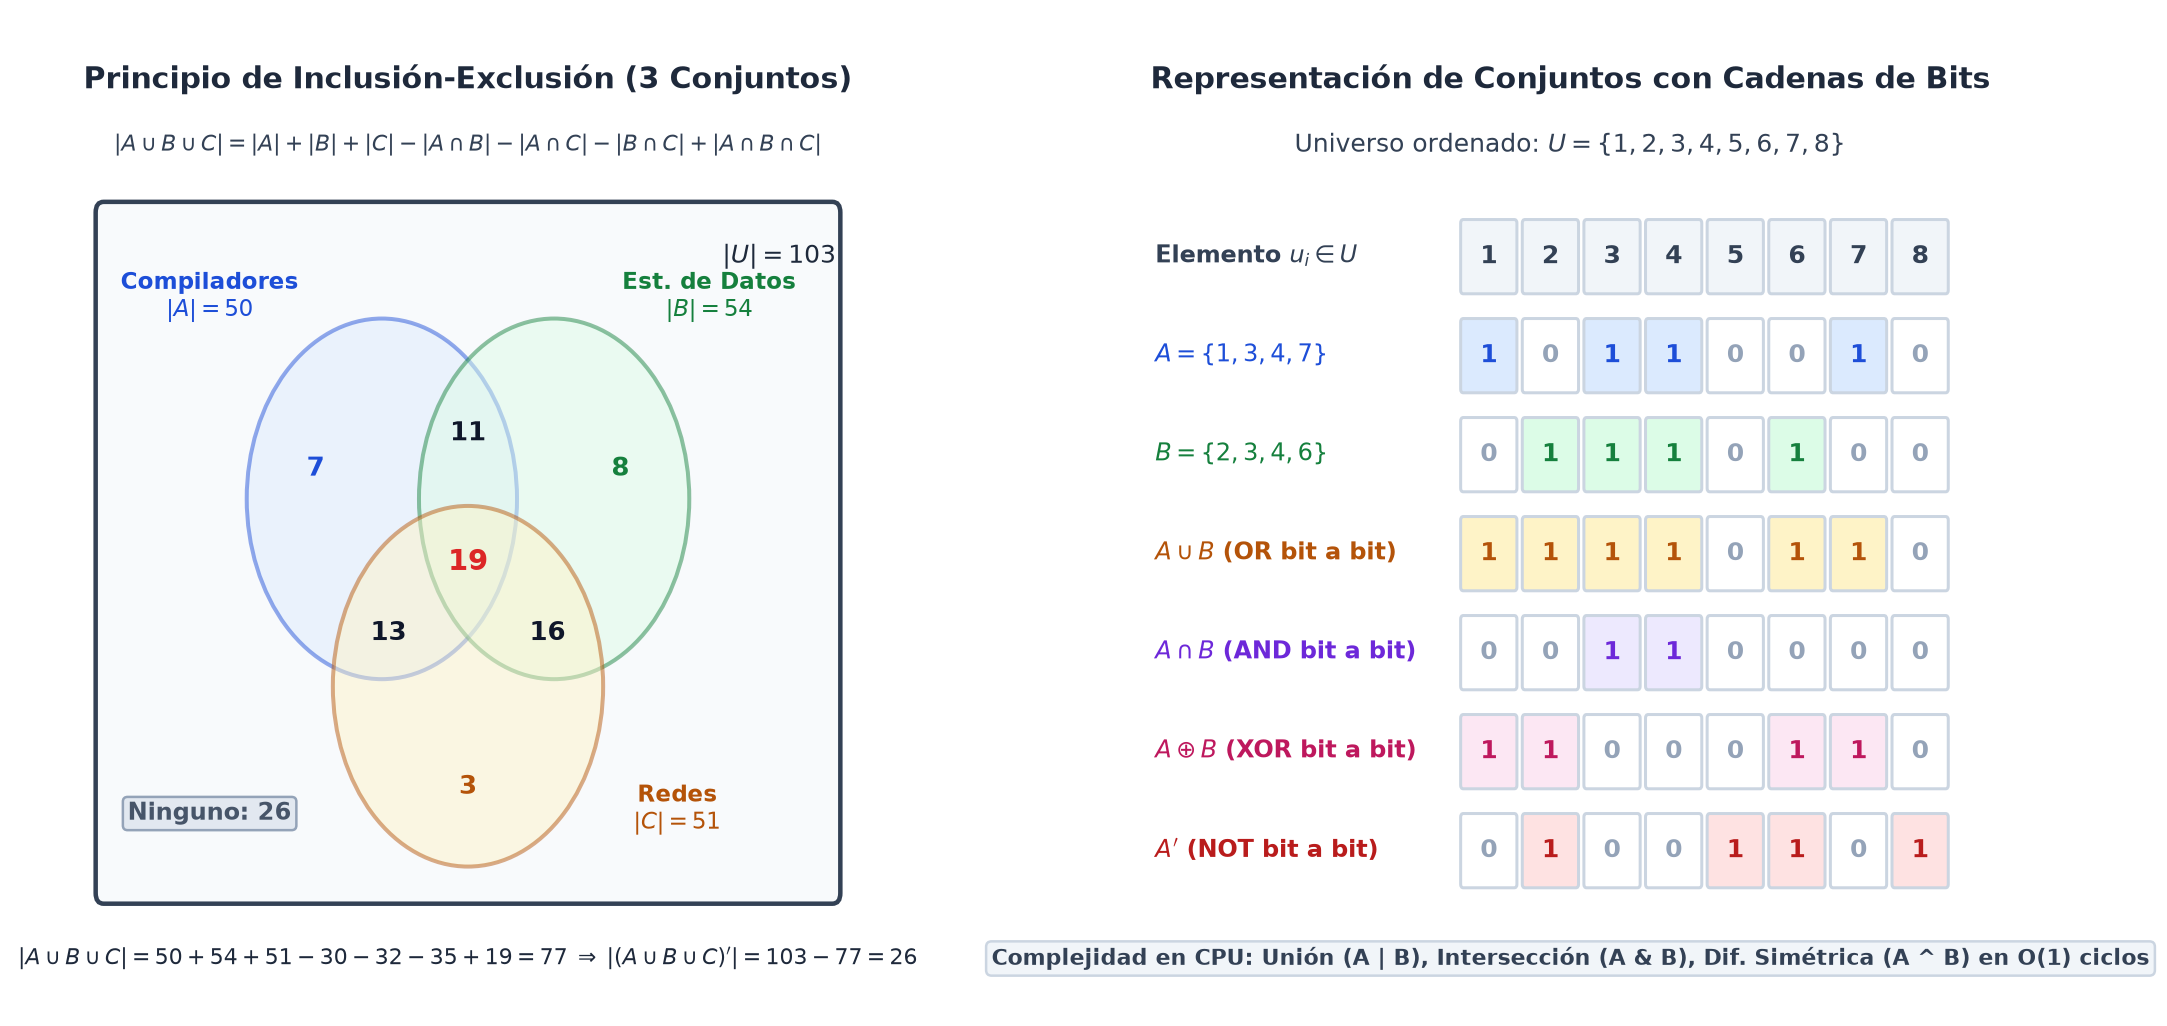 Principio de Inclusión-Exclusión (3 Conjuntos)
|A ∪ B ∪ C| = |A| + |B| + |C| − |A ∩ B| − |A ∩ C| − |B ∩ C| + |A ∩ B ∩ C|
|U| = 103
Compiladores
|A| = 50
Est. de Datos
|B| = 54
11
7
8
19
13
16
3
Redes
|C| = 51
Ninguno: 26
|A ∪ B ∪ C| = 50 + 54 + 51 − 30 − 32 − 35 + 19 = 77 ⇒ |(A ∪ B ∪ C)′| = 103 − 77 = 26
Representación de Conjuntos con Cadenas de Bits
Universo ordenado: U = {1, 2, 3, 4, 5, 6, 7, 8}
Elemento uᵢ ∈ U 1 2 3 4 5 6 7 8
A = {1, 3, 4, 7} 1 0 1 1 0 0 1 0
B = {2, 3, 4, 6} 0 1 1 1 0 1 0 0
A ∪ B (OR bit a bit) 1 1 1 1 0 1 1 0
A ∩ B (AND bit a bit) 0 0 1 1 0 0 0 0
A ⊕ B (XOR bit a bit) 1 1 0 0 0 1 1 0
A′ (NOT bit a bit) 0 1 0 0 1 1 0 1
Complejidad en CPU: Unión (A | B), Intersección (A & B), Dif. Simétrica (A ^ B) en O(1) ciclos